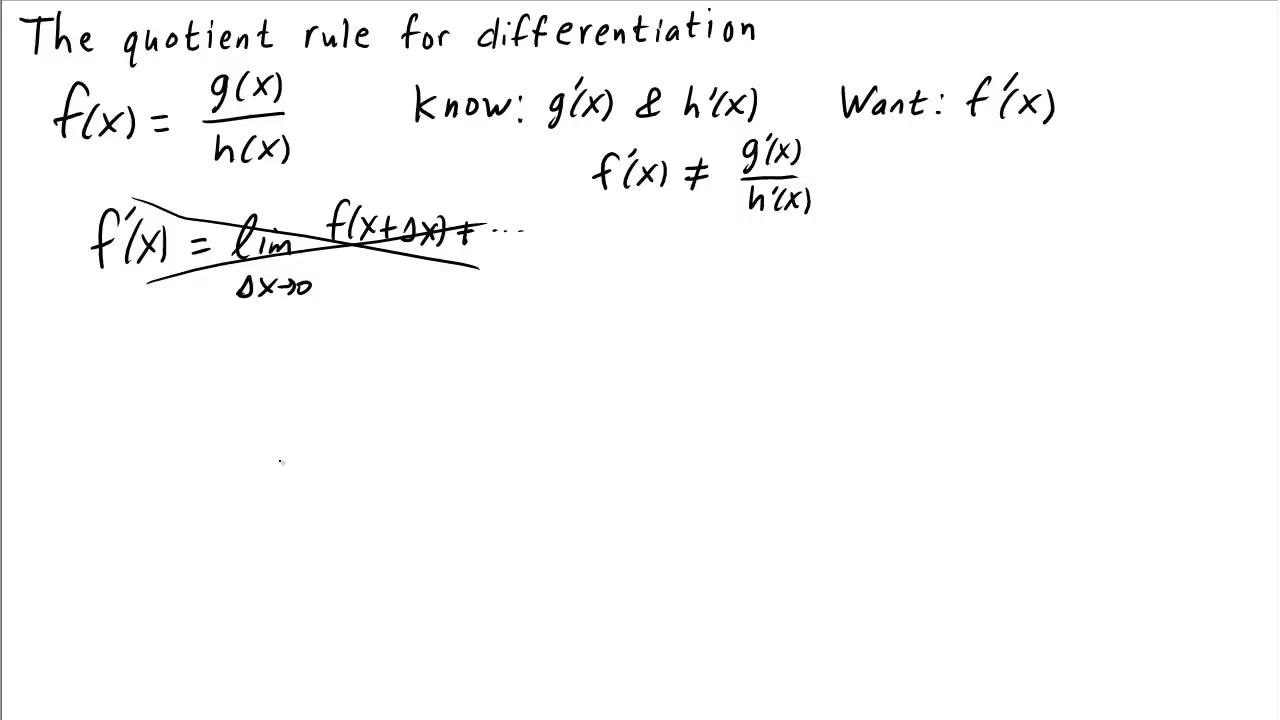 The quotient rule for differentiation
f(x) = g(x)/h(x) Know: g'(x) & h'(x) Want: f'(x)
f'(x) ≠ g'(x)/h'(x)
f'(x) = lim Δx→0 f(x+Δx) + ...